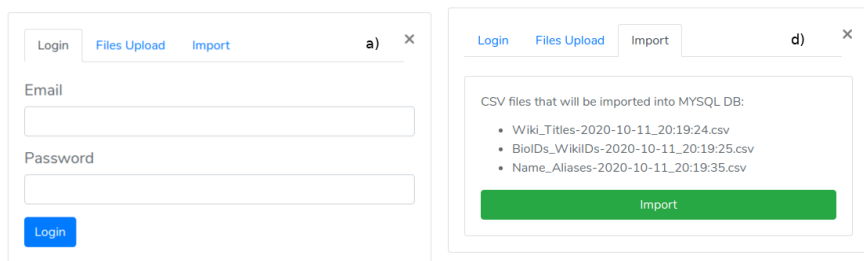 Login Files Upload Import a) ×
Email
Password
Login
Login Files Upload Import d) ×
CSV files that will be imported into MYSQL DB:
• Wiki_Titles-2020-10-11_20:19:24.csv
• BioIDs_WikiIDs-2020-10-11_20:19:25.csv
• Name_Aliases-2020-10-11_20:19:35.csv
Import